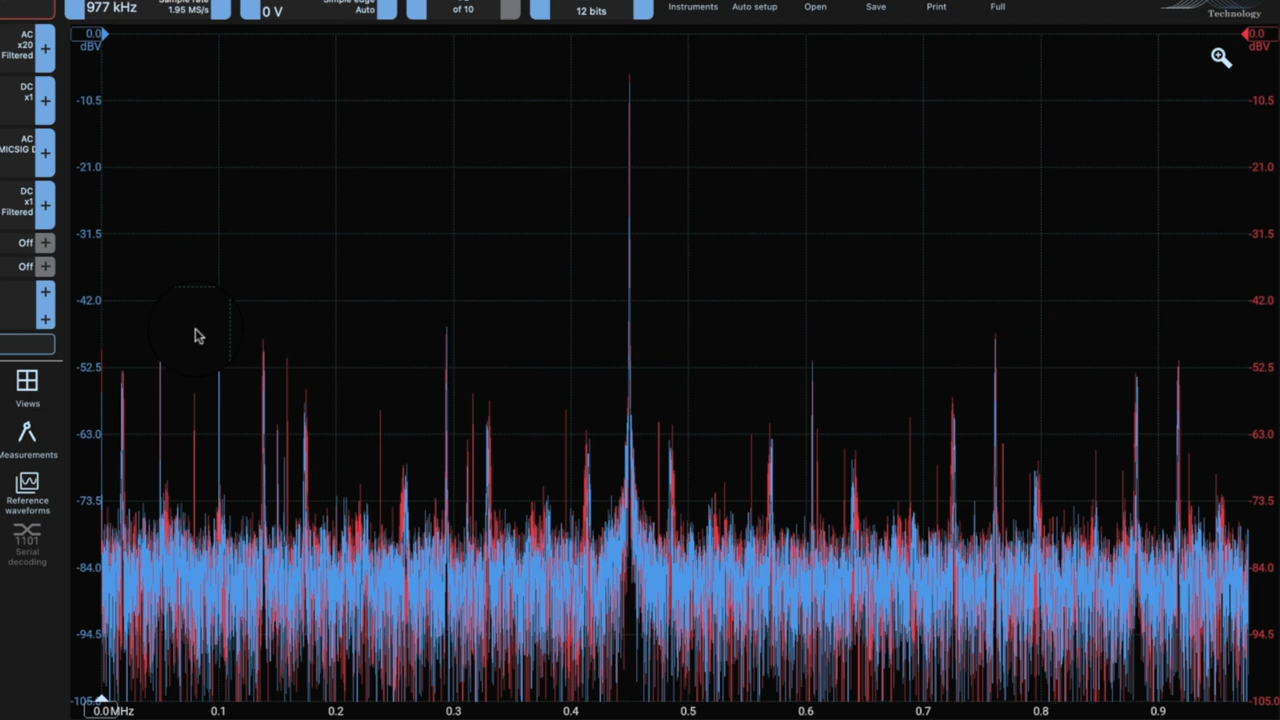 977 kHz
Sample rate
1.95 MS/s
0 V
Simple edge
Auto
of 10
12 bits
Instruments
Auto setup
Open
Save
Print
Full
Technology
AC
x20
Filtered
DC
x1
AC
MICSIG D
DC
x1
Filtered
Off
Off
Views
Measurements
Reference
waveforms
1101
Serial
decoding
0.0
dBV
-10.5
-21.0
-31.5
-42.0
-52.5
-63.0
-73.5
-84.0
-94.5
-105.0
0.0
dBV
-10.5
-21.0
-31.5
-42.0
-52.5
-63.0
-73.5
-84.0
-94.5
-105.0
0.0 MHz
0.1
0.2
0.3
0.4
0.5
0.6
0.7
0.8
0.9